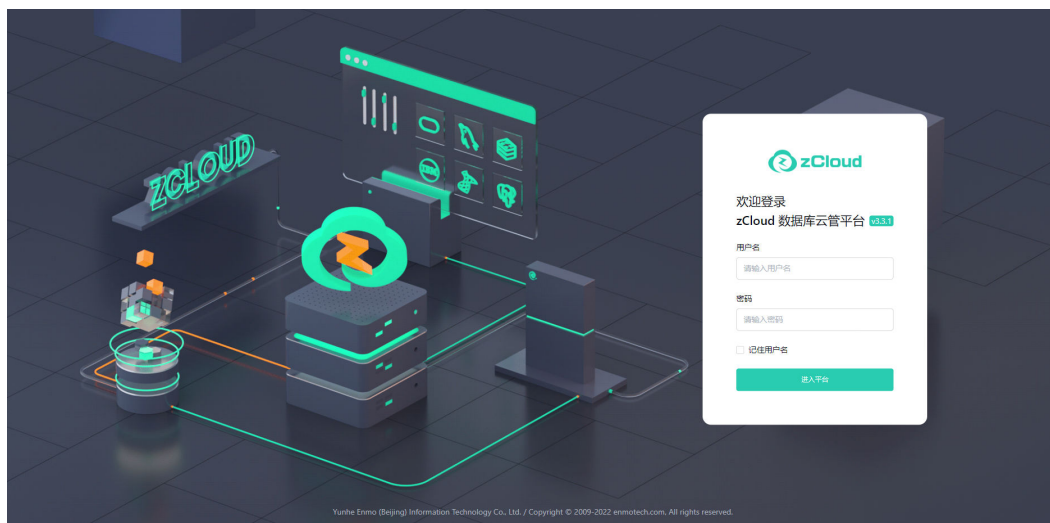 ZCLOUD
IBM
zCloud
欢迎登录
zCloud 数据库云管平台 v3.3.1
用户名
请输入用户名
密码
请输入密码
记住用户名
进入平台
Yunhe Enmo (Beijing) Information Technology Co., Ltd. / Copyright © 2009-2022 enmotech.com, All rights reserved.